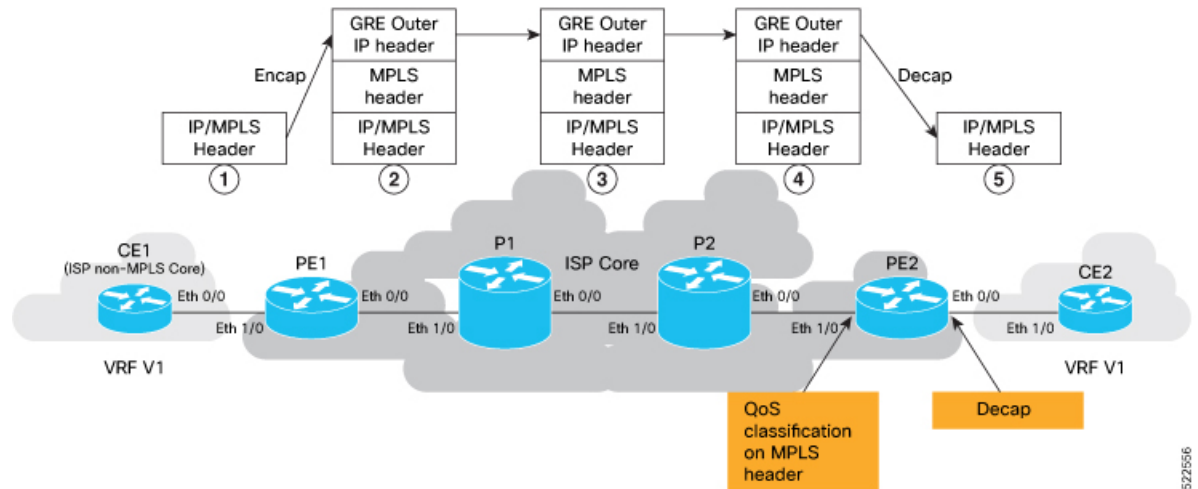 GRE Outer
IP header
GRE Outer
IP header
GRE Outer
IP header
Encap
MPLS
header
MPLS
header
MPLS
header
Decap
IP/MPLS
Header
IP/MPLS
Header
IP/MPLS
Header
IP/MPLS
Header
IP/MPLS
Header
1
2
3
4
5
CE1
(ISP non-MPLS Core)
PE1
P1
ISP Core
P2
PE2
CE2
Eth 0/0
Eth 1/0
Eth 0/0
Eth 1/0
Eth 0/0
Eth 1/0
Eth 0/0
Eth 1/0
Eth 0/0
Eth 1/0
VRF V1
VRF V1
QoS
classification
on MPLS
header
Decap
522556